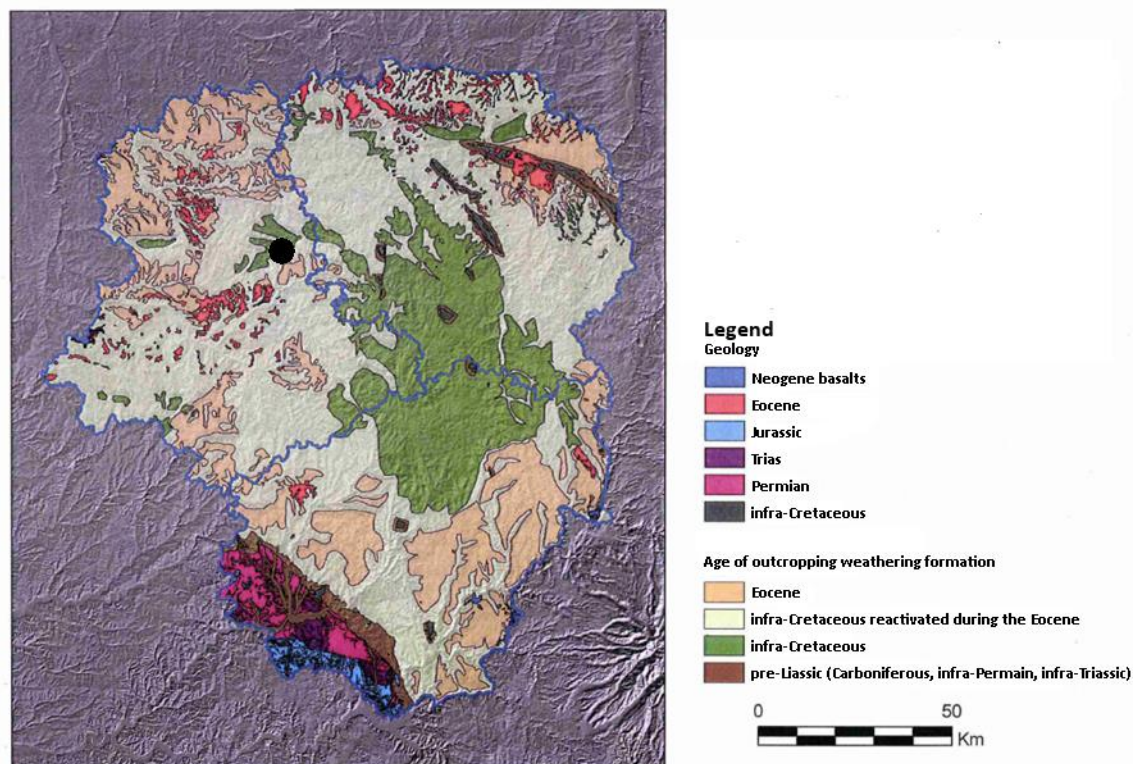 Legend
Geology
Neogene basalts
Eocene
Jurassic
Trias
Permian
infra-Cretaceous
Age of outcropping weathering formation
Eocene
infra-Cretaceous reactivated during the Eocene
infra-Cretaceous
pre-Liassic (Carboniferous, infra-Permain, infra-Triassic)
0 50
Km